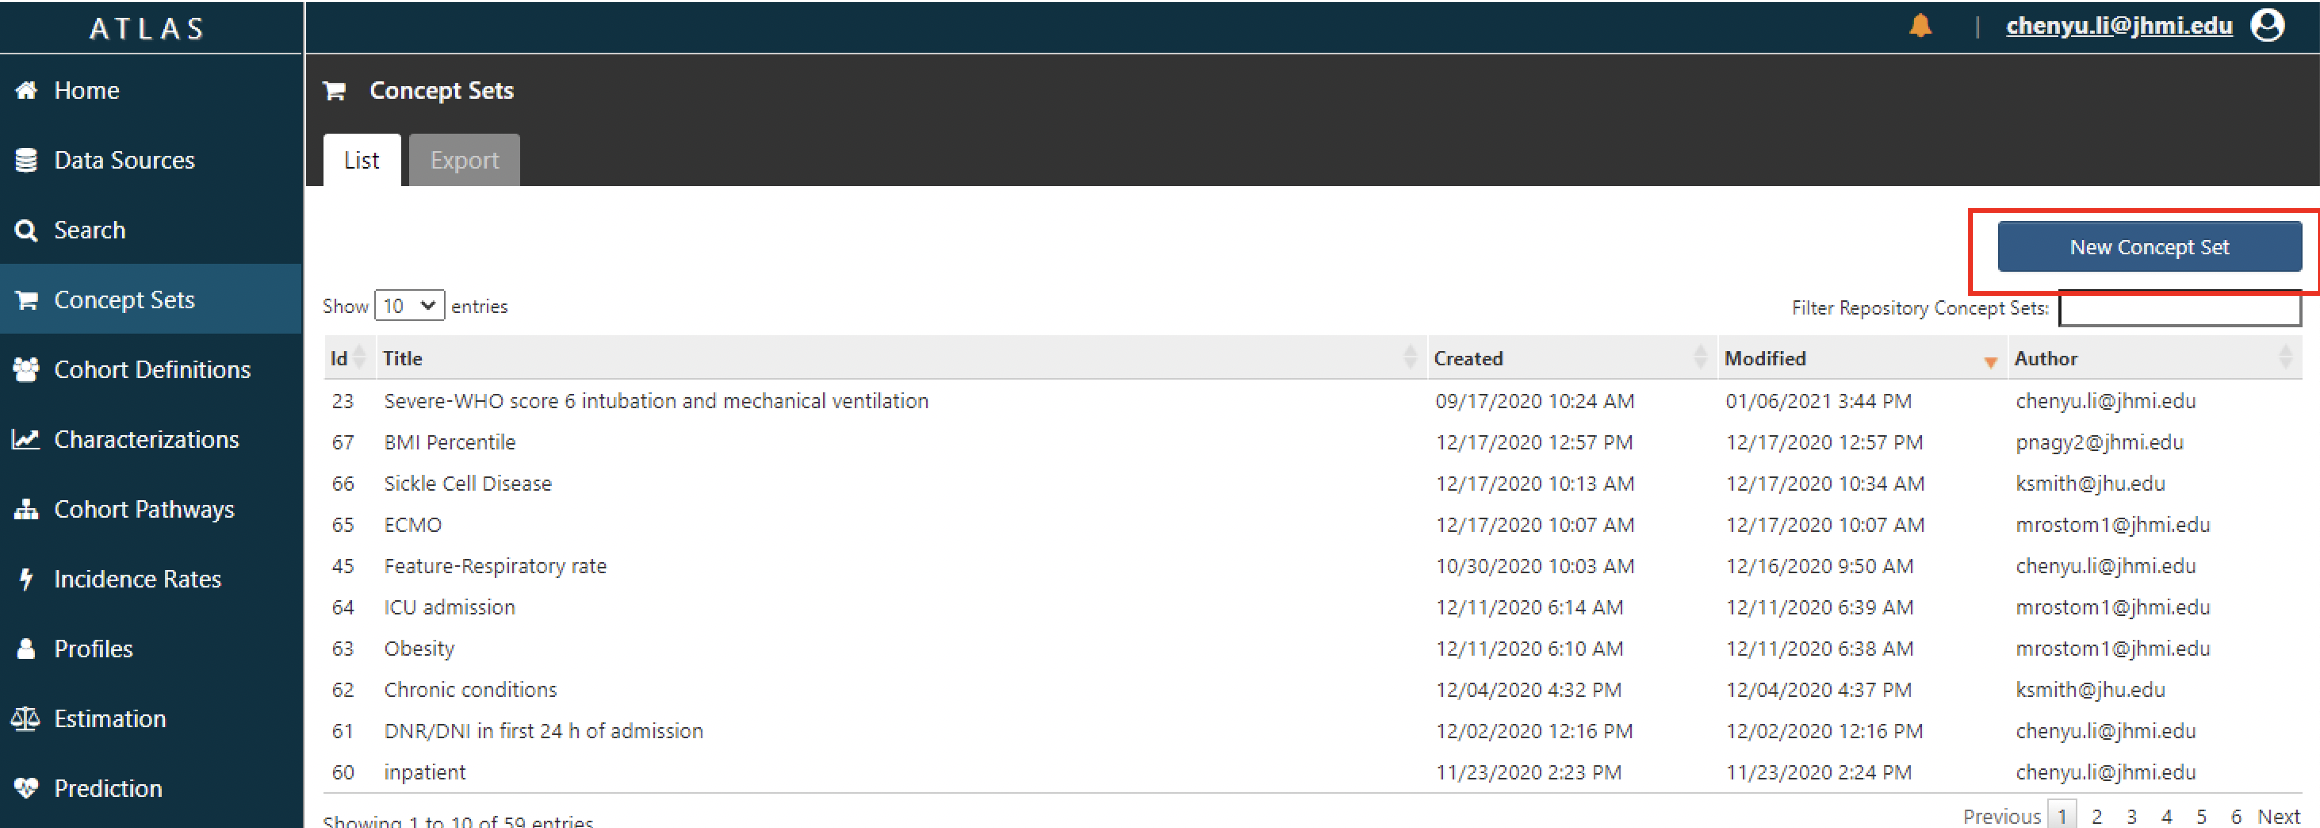 ATLAS
chenyu.li@jhmi.edu
Home
Data Sources
Search
Concept Sets
Cohort Definitions
Characterizations
Cohort Pathways
Incidence Rates
Profiles
Estimation
Prediction
Concept Sets
List Export
New Concept Set
Show 10 entries Filter Repository Concept Sets:
Id Title Created Modified Author
23 Severe-WHO score 6 intubation and mechanical ventilation 09/17/2020 10:24 AM 01/06/2021 3:44 PM chenyu.li@jhmi.edu
67 BMI Percentile 12/17/2020 12:57 PM 12/17/2020 12:57 PM pnagy2@jhmi.edu
66 Sickle Cell Disease 12/17/2020 10:13 AM 12/17/2020 10:34 AM ksmith@jhu.edu
65 ECMO 12/17/2020 10:07 AM 12/17/2020 10:07 AM mrostom1@jhmi.edu
45 Feature-Respiratory rate 10/30/2020 10:03 AM 12/16/2020 9:50 AM chenyu.li@jhmi.edu
64 ICU admission 12/11/2020 6:14 AM 12/11/2020 6:39 AM mrostom1@jhmi.edu
63 Obesity 12/11/2020 6:10 AM 12/11/2020 6:38 AM mrostom1@jhmi.edu
62 Chronic conditions 12/04/2020 4:32 PM 12/04/2020 4:37 PM ksmith@jhu.edu
61 DNR/DNI in first 24 h of admission 12/02/2020 12:16 PM 12/02/2020 12:16 PM chenyu.li@jhmi.edu
60 inpatient 11/23/2020 2:23 PM 11/23/2020 2:24 PM chenyu.li@jhmi.edu
Showing 1 to 10 of 59 entries Previous 1 2 3 4 5 6 Next